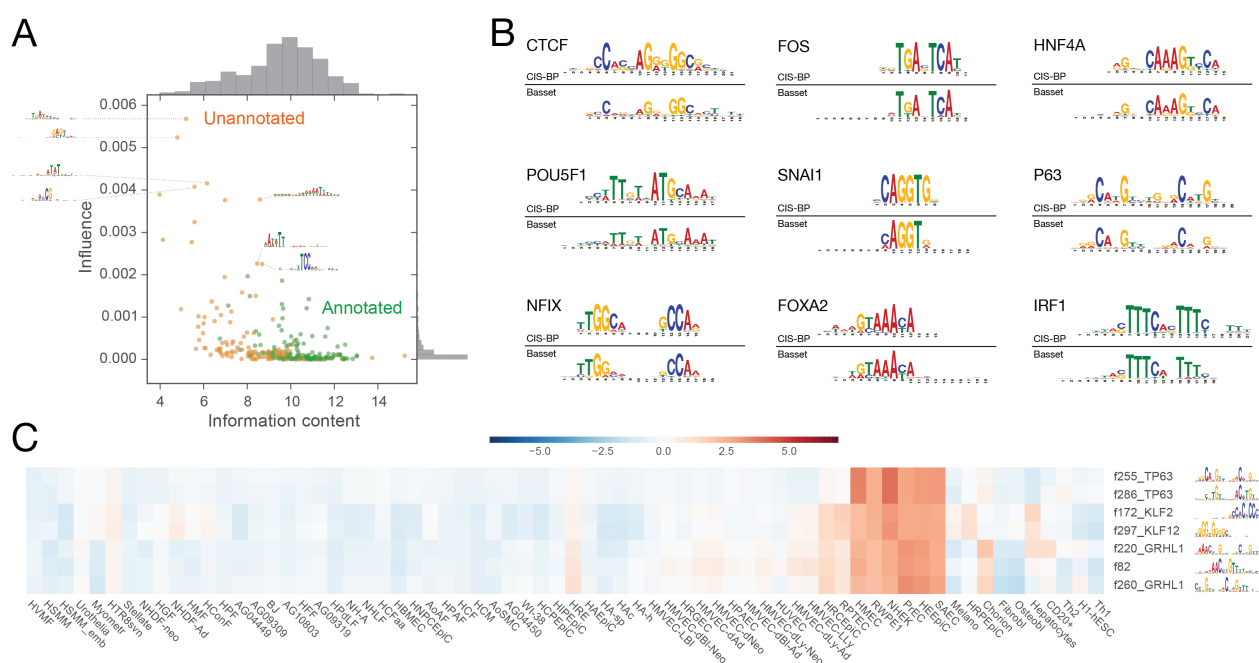 A
0.006
0.005
0.004
0.003
0.002
0.001
0.000
Influence
Unannotated
Annotated
4 6 8 10 12 14
Information content
B
CTCF
CIS-BP
Basset
FOS
CIS-BP
Basset
HNF4A
CIS-BP
Basset
POU5F1
CIS-BP
Basset
SNAI1
CIS-BP
Basset
P63
CIS-BP
Basset
NFIX
CIS-BP
Basset
FOXA2
CIS-BP
Basset
IRF1
CIS-BP
Basset
C
−5.0 −2.5 0.0 2.5 5.0
f255_TP63
f286_TP63
f172_KLF2
f297_KLF12
f220_GRHL1
f82
f260_GRHL1
HVMF
HSMM
HSMM_emb
Urothelia
Myometr
HTR8svn
Stellate
NHDF-neo
HGF
NHDF-Ad
HMF
HConF
HPF
AG04449
AG09309
BJ
AG10803
HFF
AG09319
HPdLF
NH-A
NHLF
HCFaa
HBMEC
HNPCEpiC
AoAF
HPAF
HCF
HCM
AoSMC
AG04450
WI-38
HCPEpiC
HIPEpiC
HRE
HAEpiC
HA-sp
HAc
HA-h
HMVEC-LBl
HMVEC-dBl-Neo
HRGEC
HMVEC-dAd
HMVEC-dNeo
HPAEC
HMVEC-dBl-Ad
HUVEC
HMVEC-dLy-Neo
HMVEC-dLy-Ad
HMVEC-LLy
HRCEpiC
RPTEC
HMEC
RWPE1
NHEK
PrEC
HEEpiC
SAEC
Melano
HRPEpiC
Chorion
Fibrobl
Osteobl
Hepatocytes
CD20+
Th2
H1-hESC
Th1